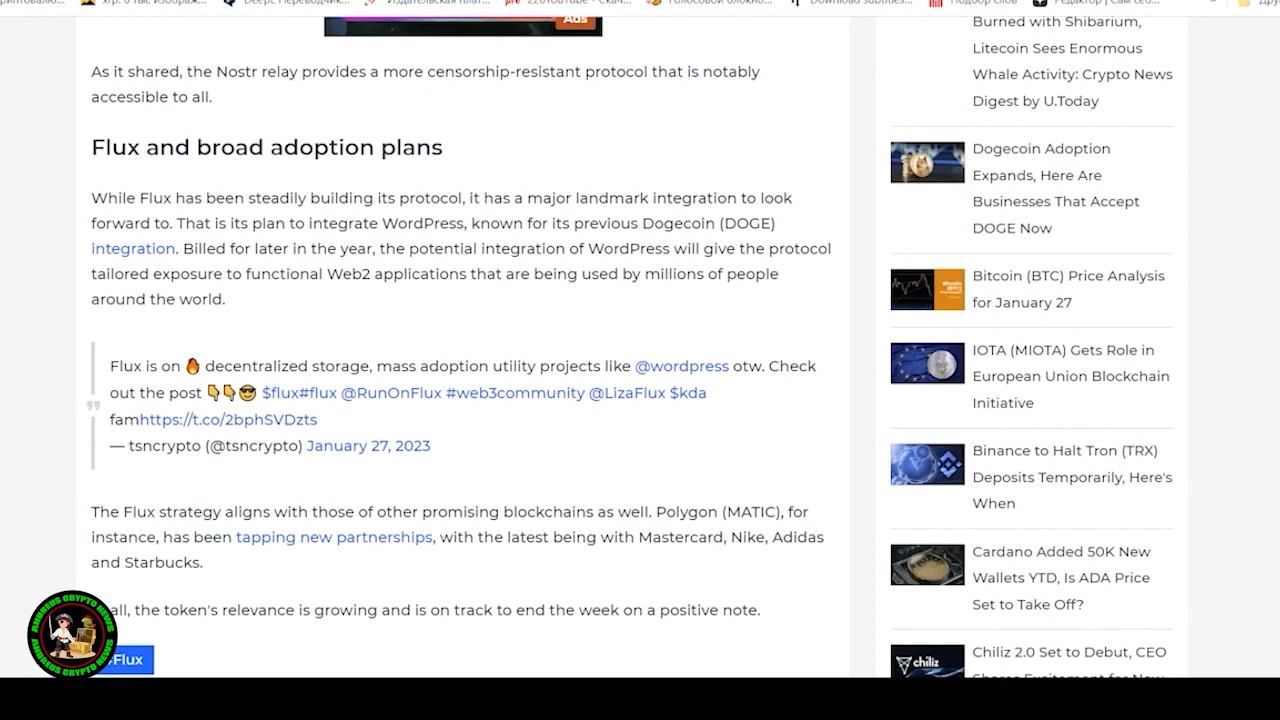 Ads
As it shared, the Nostr relay provides a more censorship-resistant protocol that is notably
accessible to all.
Flux and broad adoption plans
While Flux has been steadily building its protocol, it has a major landmark integration to look
forward to. That is its plan to integrate WordPress, known for its previous Dogecoin (DOGE)
integration. Billed for later in the year, the potential integration of WordPress will give the protocol
tailored exposure to functional Web2 applications that are being used by millions of people
around the world.
Flux is on 🔥 decentralized storage, mass adoption utility projects like @wordpress otw. Check
out the post 👇👇😎 $flux#flux @RunOnFlux #web3community @LizaFlux $kda
famhttps://t.co/2bphSVDzts
— tsncrypto (@tsncrypto) January 27, 2023
The Flux strategy aligns with those of other promising blockchains as well. Polygon (MATIC), for
instance, has been tapping new partnerships, with the latest being with Mastercard, Nike, Adidas
and Starbucks.
all, the token's relevance is growing and is on track to end the week on a positive note.
#Flux
ANDREUS CRYPTO NEWS
ANDREUS CRYPTO NEWS
Burned with Shibarium,
Litecoin Sees Enormous
Whale Activity: Crypto News
Digest by U.Today
Dogecoin Adoption
Expands, Here Are
Businesses That Accept
DOGE Now
Bitcoin (BTC) Price Analysis
for January 27
IOTA (MIOTA) Gets Role in
European Union Blockchain
Initiative
Binance to Halt Tron (TRX)
Deposits Temporarily, Here's
When
Cardano Added 50K New
Wallets YTD, Is ADA Price
Set to Take Off?
chiliz
Chiliz 2.0 Set to Debut, CEO
Shares Excitement for New